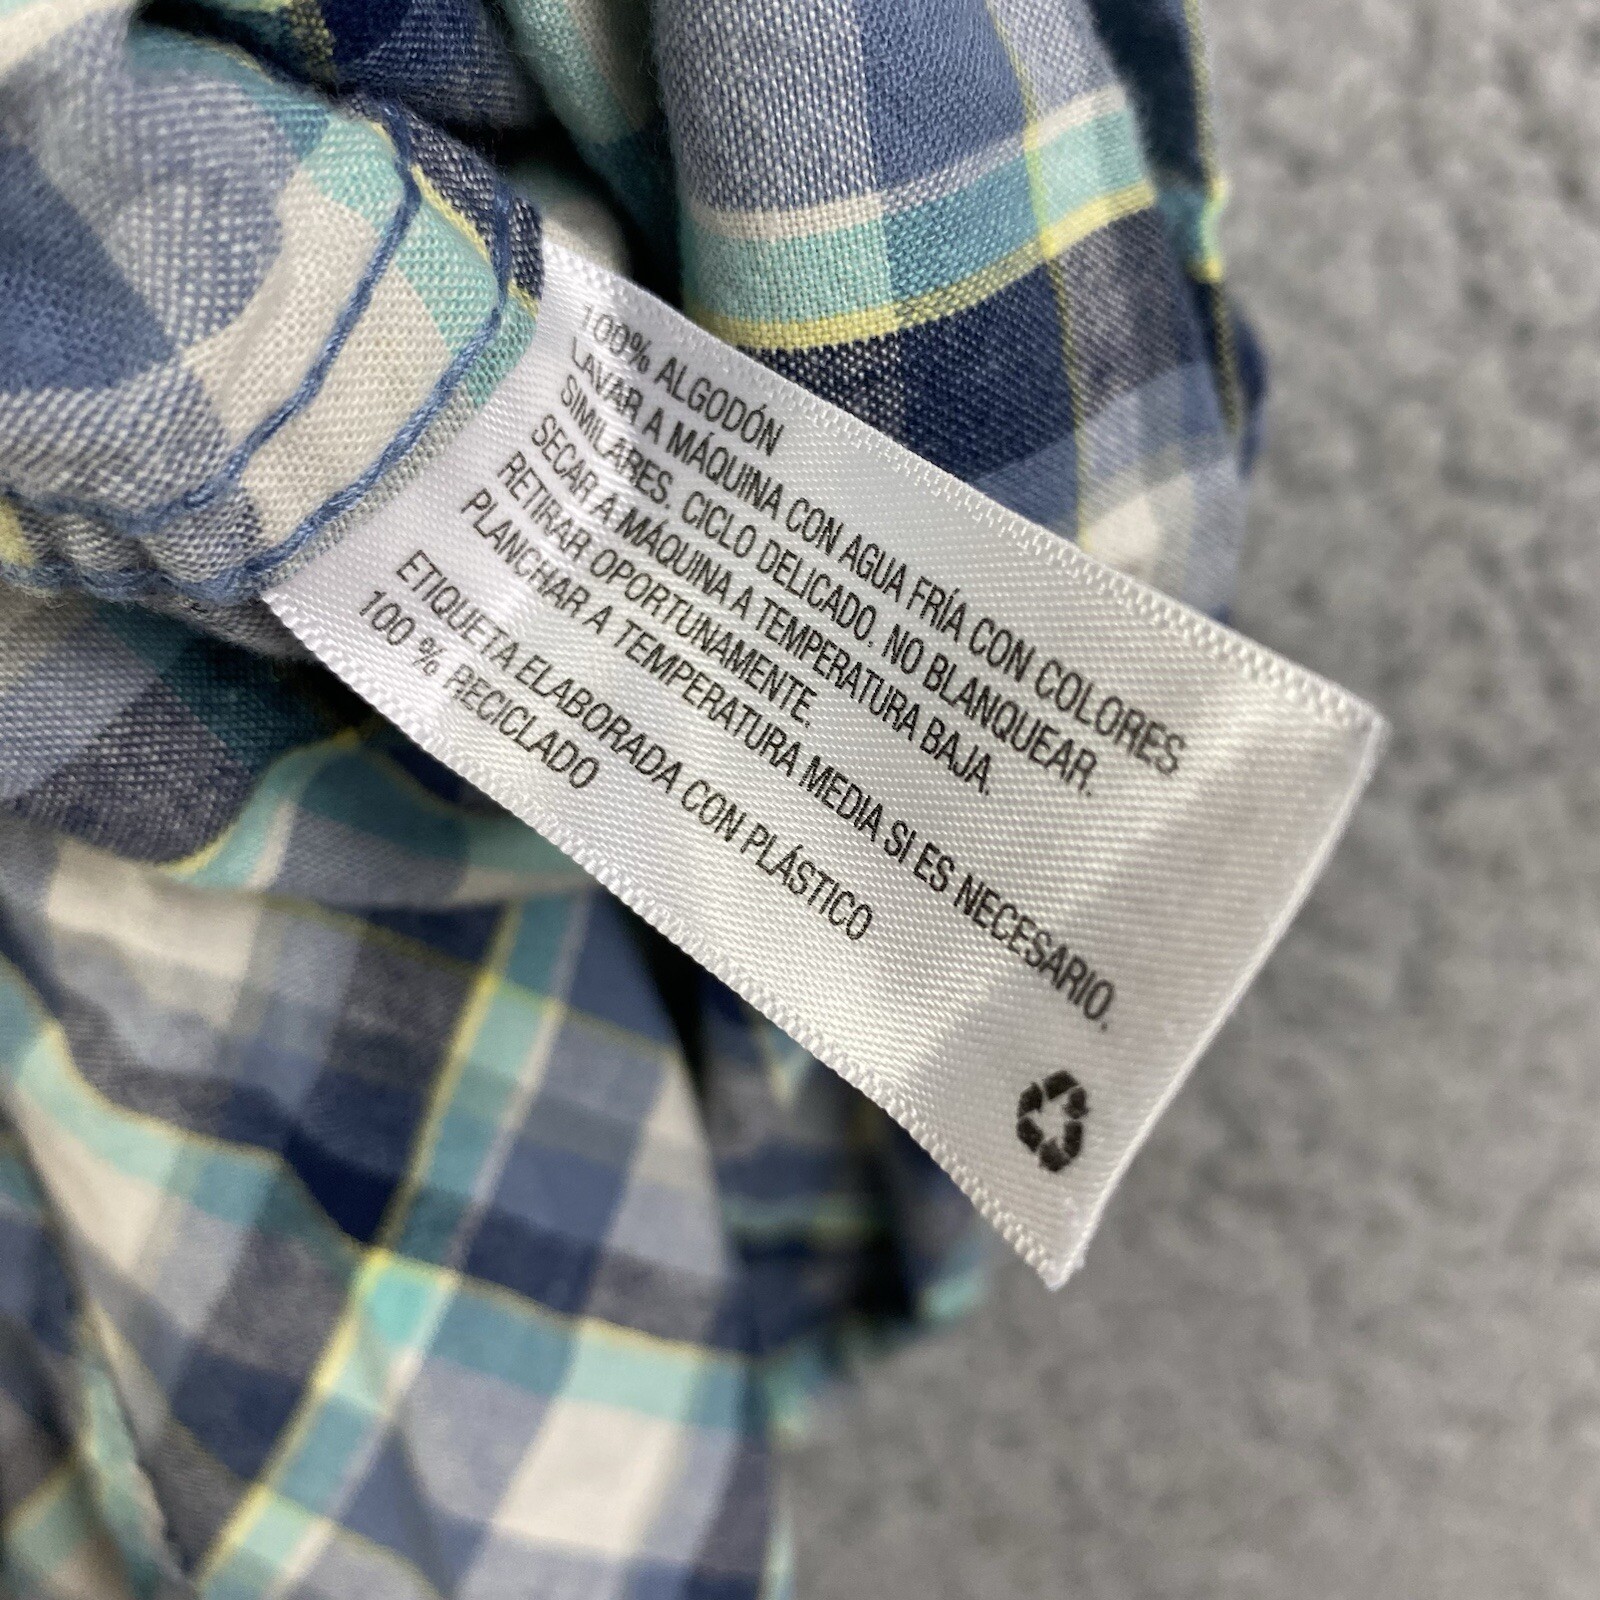 100% ALGODÓN
LAVAR A MÁQUINA CON AGUA FRÍA CON COLORES
SIMILARES. CICLO DELICADO. NO BLANQUEAR.
SECAR A MÁQUINA A TEMPERATURA BAJA.
RETIRAR OPORTUNAMENTE.
PLANCHAR A TEMPERATURA MEDIA SI ES NECESARIO.
ETIQUETA ELABORADA CON PLÁSTICO
100 % RECICLADO